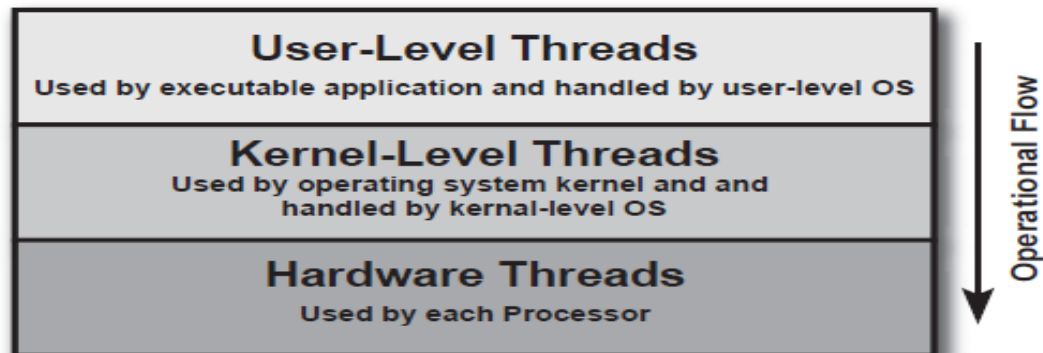 User-Level Threads
Used by executable application and handled by user-level OS
Kernel-Level Threads
Used by operating system kernel and and
handled by kernal-level OS
Hardware Threads
Used by each Processor
Operational Flow